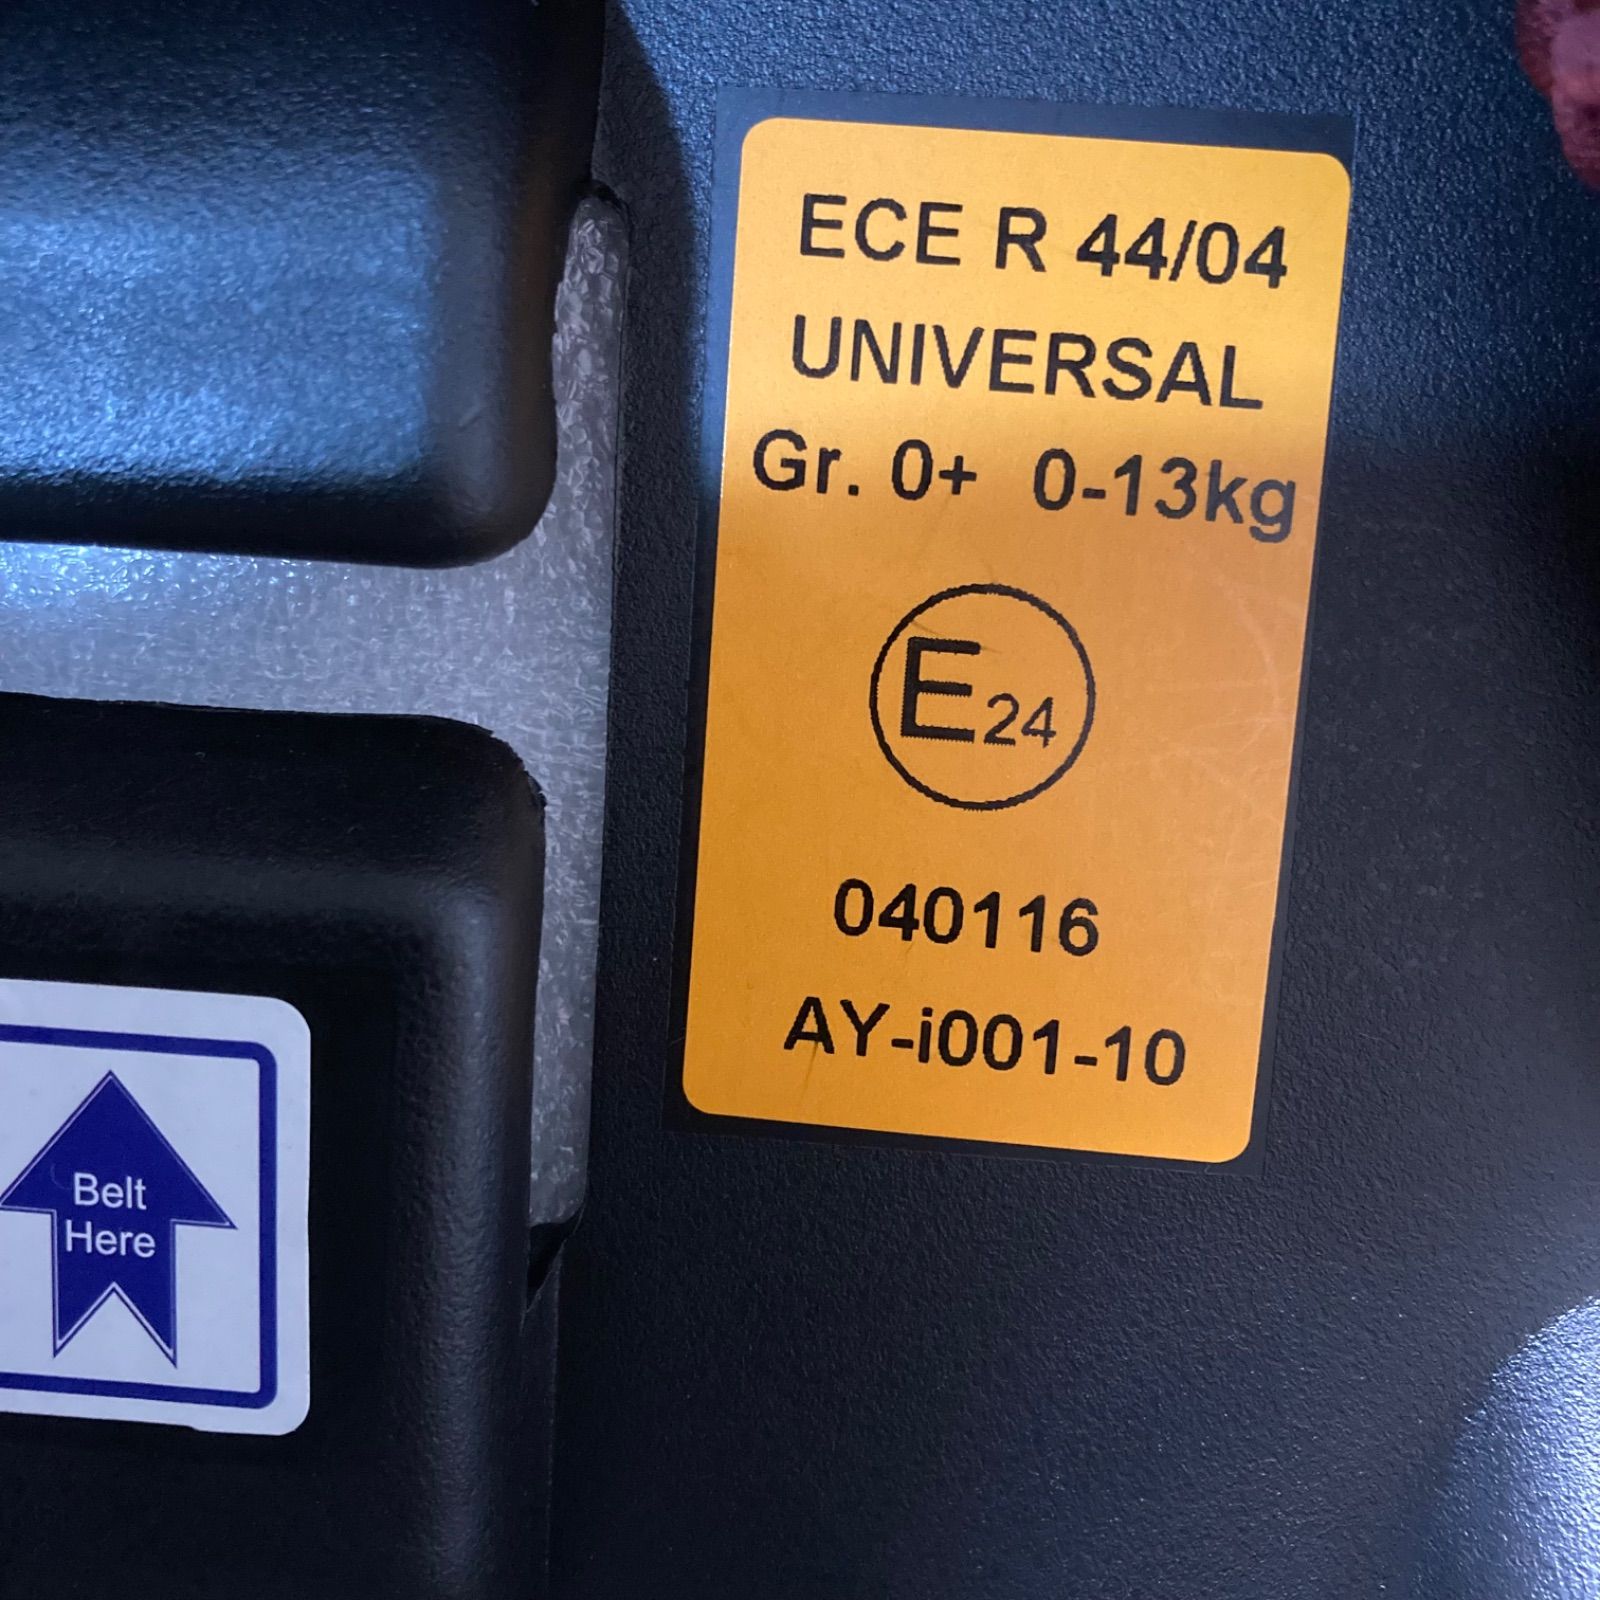 ECE R 44/04
UNIVERSAL
Gr. 0+ 0-13kg
E24
040116
AY-i001-10
Belt
Here